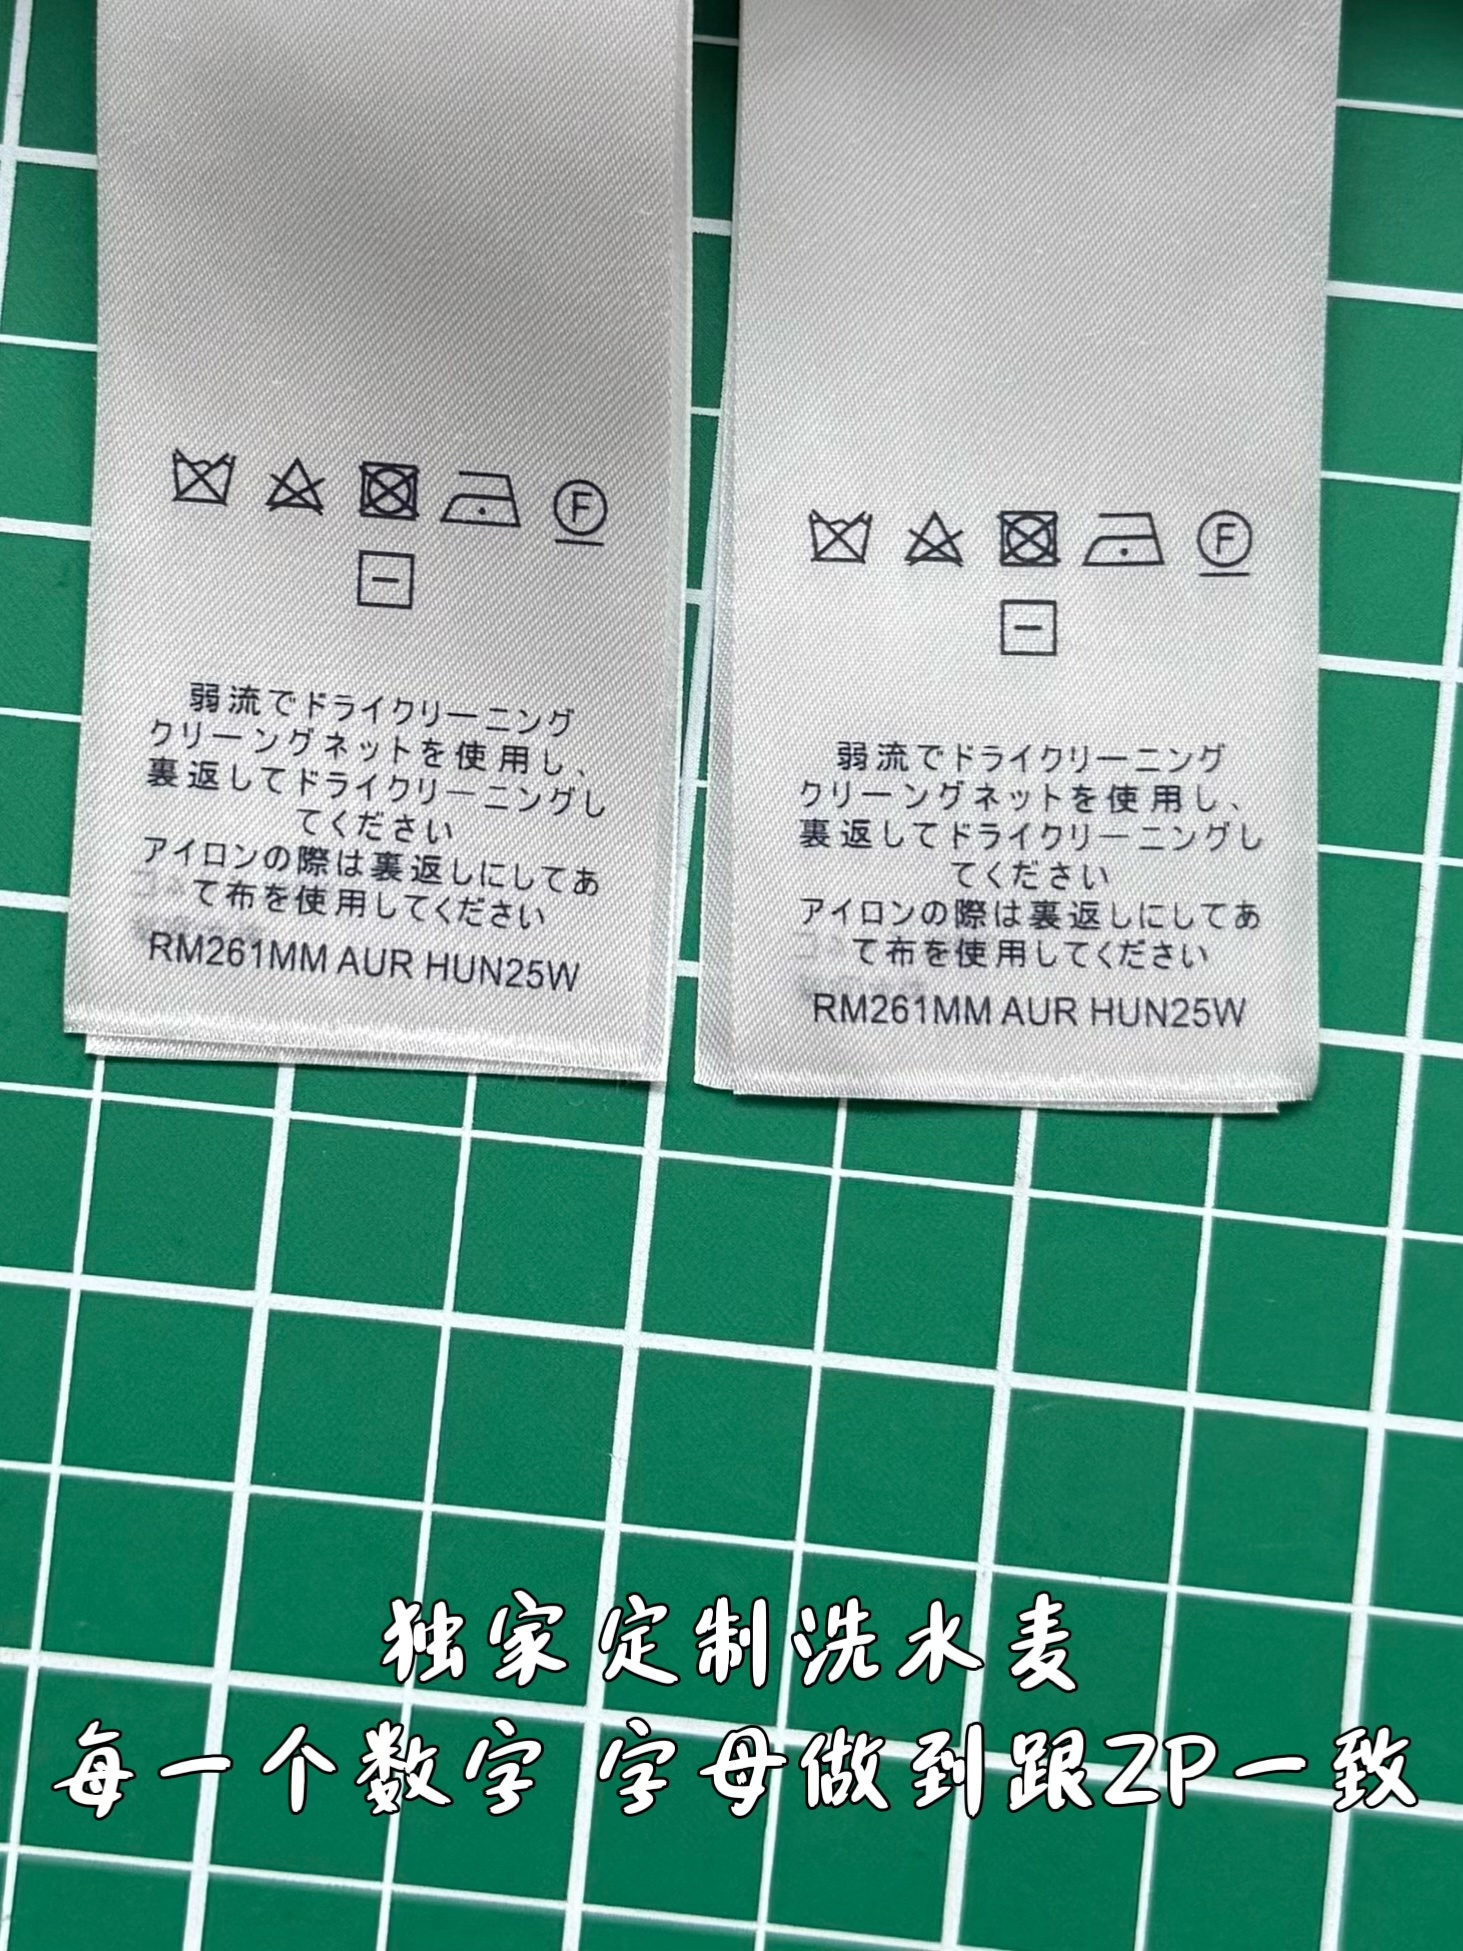 弱流でドライクリーニング
クリーングネットを使用し、
裏返してドライクリーニングし
てください
アイロンの際は裏返しにしてあ
て布を使用してください
RM261MM AUR HUN25W
弱流でドライクリーニング
クリーングネットを使用し、
裏返してドライクリーニングし
てください
アイロンの際は裏返しにしてあ
て布を使用してください
RM261MM AUR HUN25W
独家定制洗水麦
每一个数字 字母做到跟ZP一致